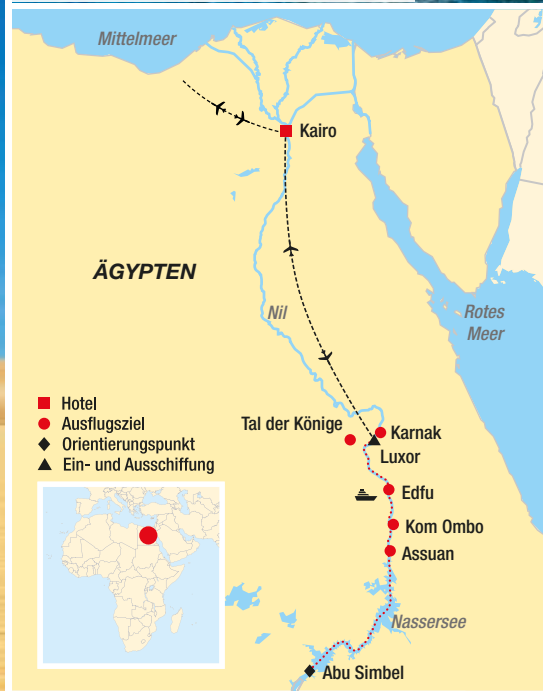 Mittelmeer
Kairo
ÄGYPTEN
Nil
Rotes
Meer
Hotel
Ausflugsziel
Orientierungspunkt
Ein- und Ausschiffung
Tal der Könige
Karnak
Luxor
Edfu
Kom Ombo
Assuan
Nassersee
Abu Simbel